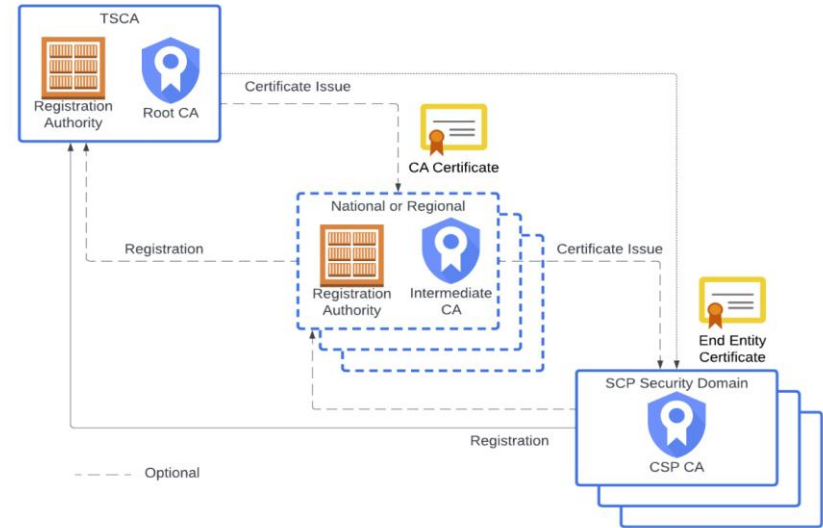 TSCA
Registration
Authority
Root CA
Certificate Issue
CA Certificate
National or Regional
Registration
Registration
Authority
Intermediate
CA
Certificate Issue
End Entity
Certificate
SCP Security Domain
CSP CA
Registration
Optional